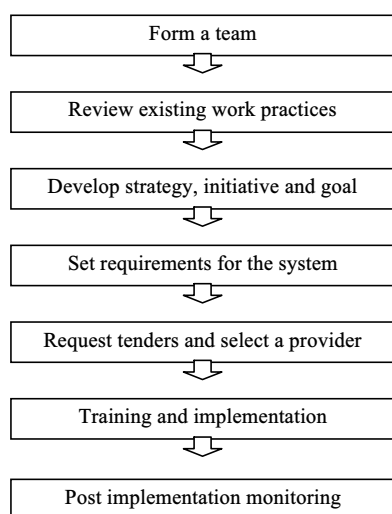 Form a team
Review existing work practices
Develop strategy, initiative and goal
Set requirements for the system
Request tenders and select a provider
Training and implementation
Post implementation monitoring